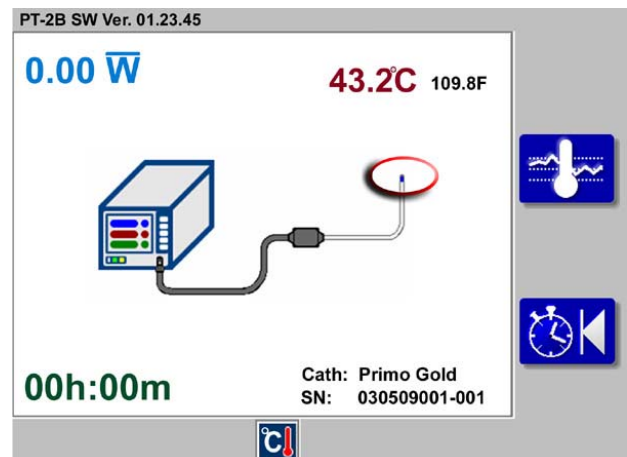 PT-2B SW Ver. 01.23.45
0.00 W̅
43.2°C 109.8F
00h:00m
Cath: Primo Gold
SN: 030509001-001
°C